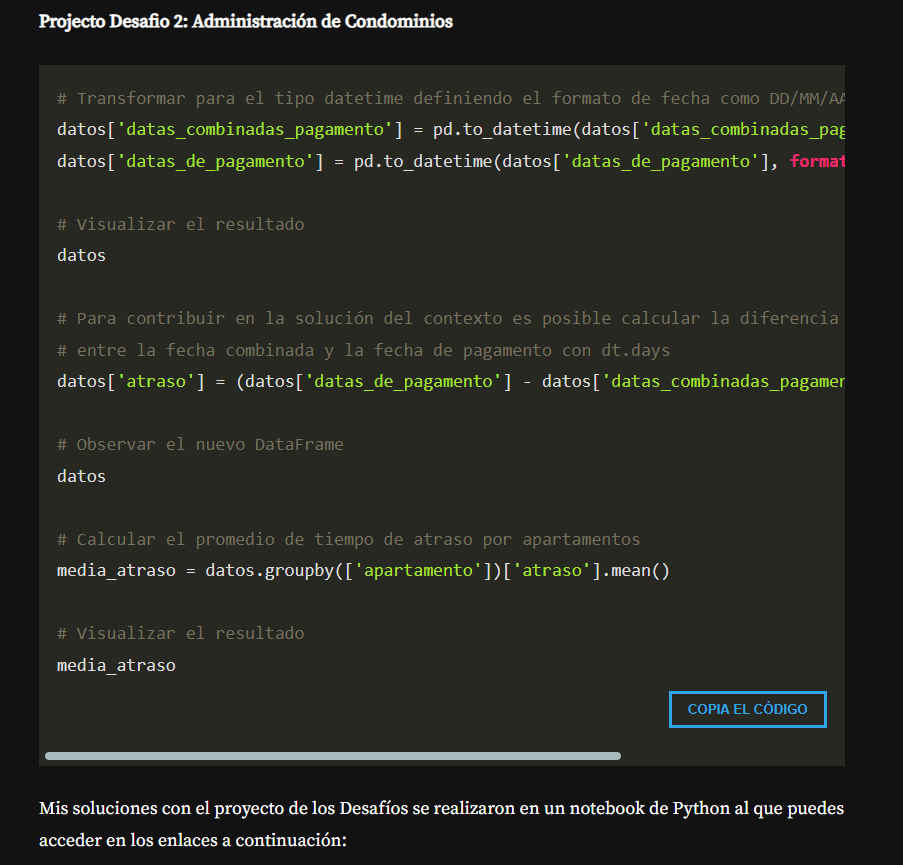 Projecto Desafio 2: Administración de Condominios
# Transformar para el tipo datetime definiendo el formato de fecha como DD/MM/AA
datos['datas_combinadas_pagamento'] = pd.to_datetime(datos['datas_combinadas_pag
datos['datas_de_pagamento'] = pd.to_datetime(datos['datas_de_pagamento'], format
# Visualizar el resultado
datos
# Para contribuir en la solución del contexto es posible calcular la diferencia
# entre la fecha combinada y la fecha de pagamento con dt.days
datos['atraso'] = (datos['datas_de_pagamento'] - datos['datas_combinadas_pagamen
# Observar el nuevo DataFrame
datos
# Calcular el promedio de tiempo de atraso por apartamentos
media_atraso = datos.groupby(['apartamento'])['atraso'].mean()
# Visualizar el resultado
media_atraso
COPIA EL CÓDIGO
Mis soluciones con el proyecto de los Desafíos se realizaron en un notebook de Python al que puedes
acceder en los enlaces a continuación: